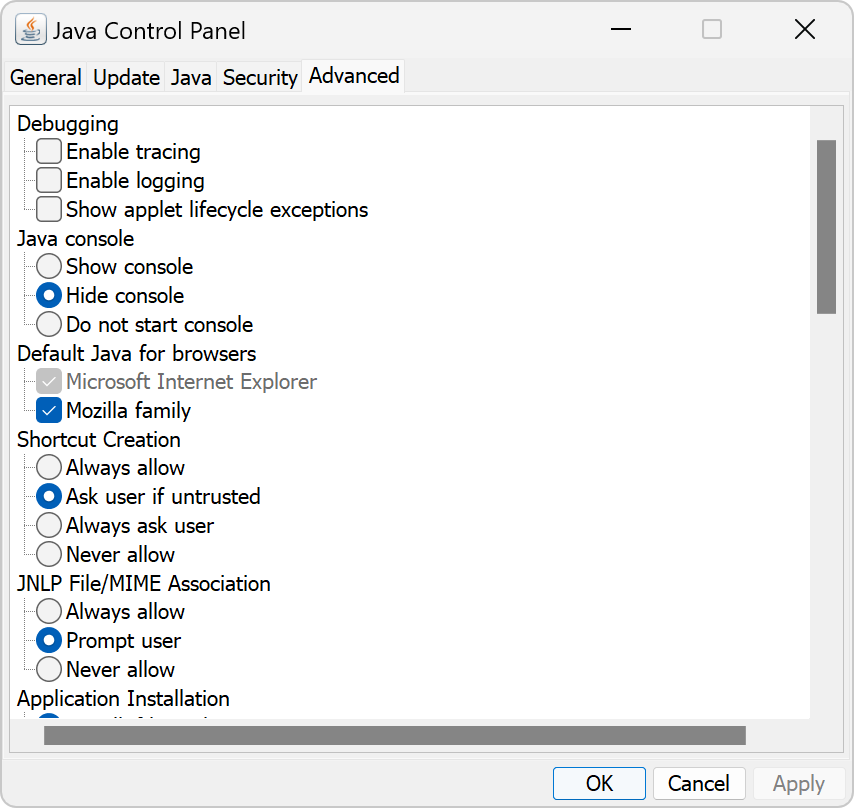 Java Control Panel
General Update Java Security Advanced
Debugging
Enable tracing
Enable logging
Show applet lifecycle exceptions
Java console
Show console
Hide console
Do not start console
Default Java for browsers
Microsoft Internet Explorer
Mozilla family
Shortcut Creation
Always allow
Ask user if untrusted
Always ask user
Never allow
JNLP File/MIME Association
Always allow
Prompt user
Never allow
Application Installation
OK Cancel Apply